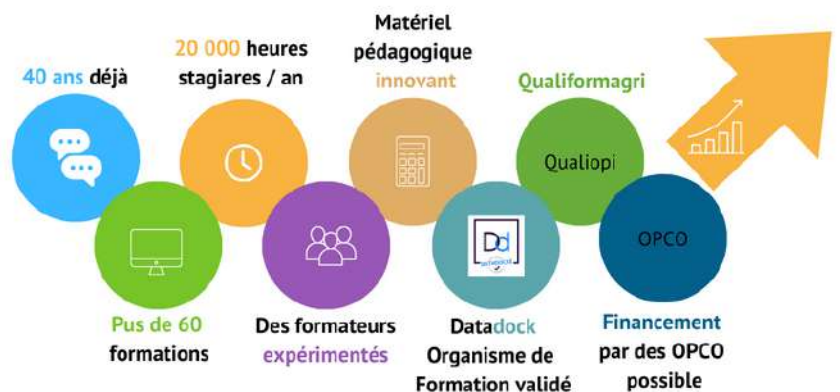 40 ans déjà
20 000 heures
stagiares / an
Matériel
pédagogique
innovant
Qualiformagri
Qualiopi
OPCO
Dd
Pus de 60
formations
Des formateurs
expérimentés
Datadock
Organisme de
Formation validé
Financement
par des OPCO
possible